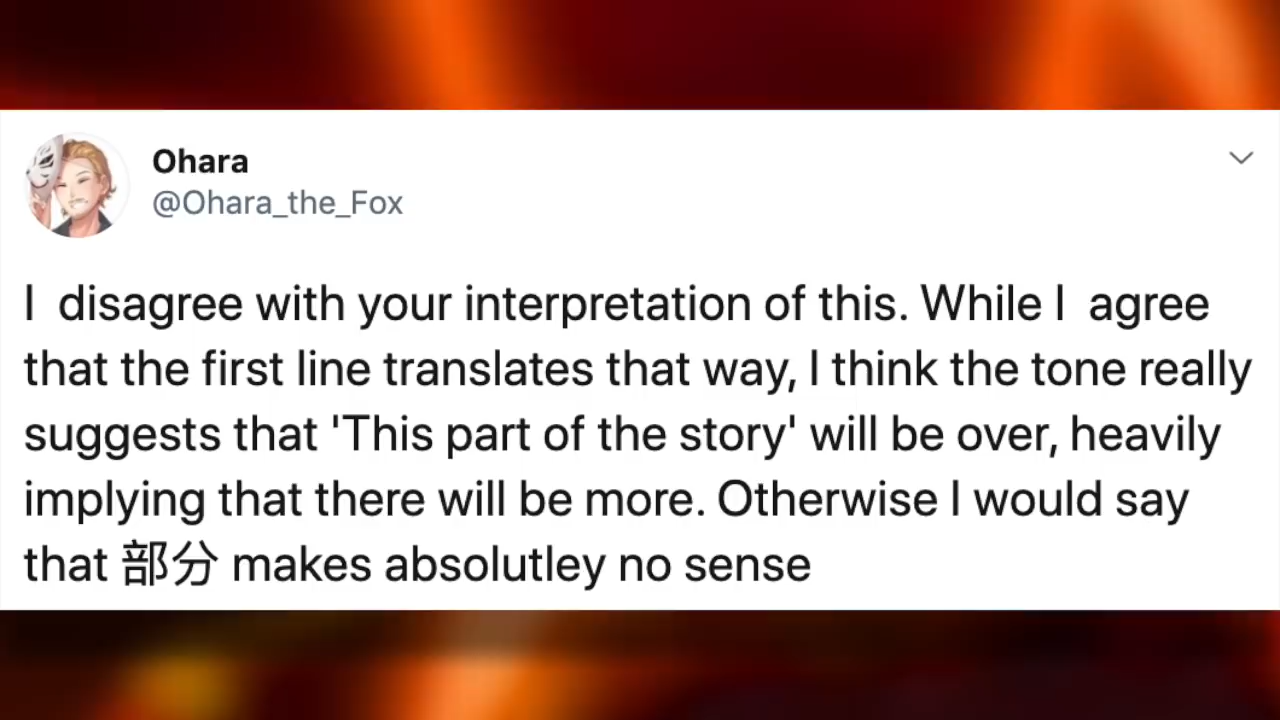 Ohara
@Ohara_the_Fox
I  disagree with your interpretation of this. While I  agree
that the first line translates that way, I think the tone really
suggests that 'This part of the story' will be over, heavily
implying that there will be more. Otherwise I would say
that 部分 makes absolutley no sense